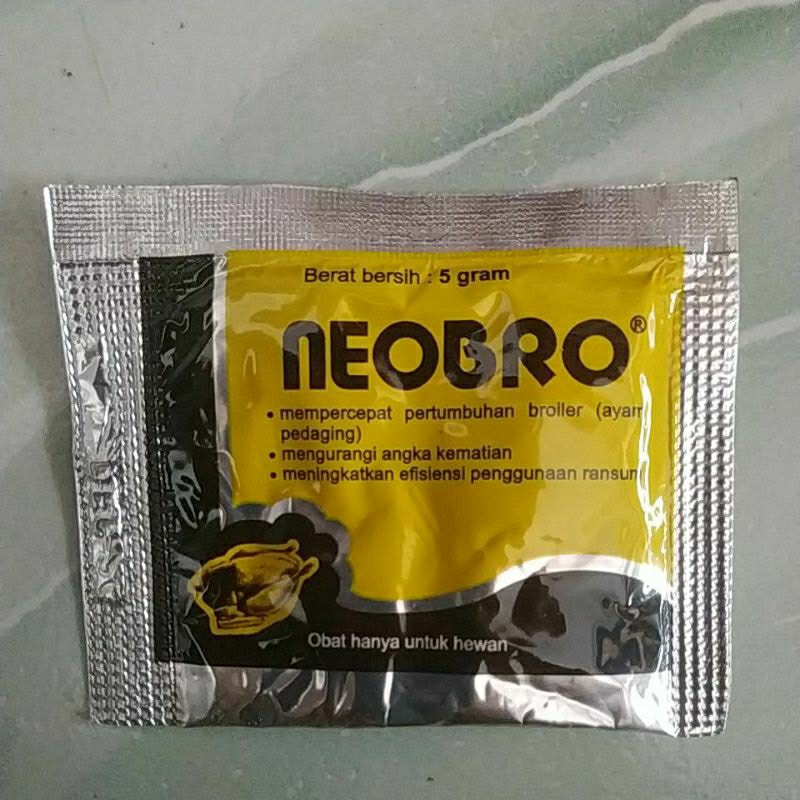 Berat bersih : 5 gram
NEOBRO®
• mempercepat pertumbuhan broiler (ayam
pedaging)
• mengurangi angka kematian
• meningkatkan efisiensi penggunaan ransum
Obat hanya untuk hewan